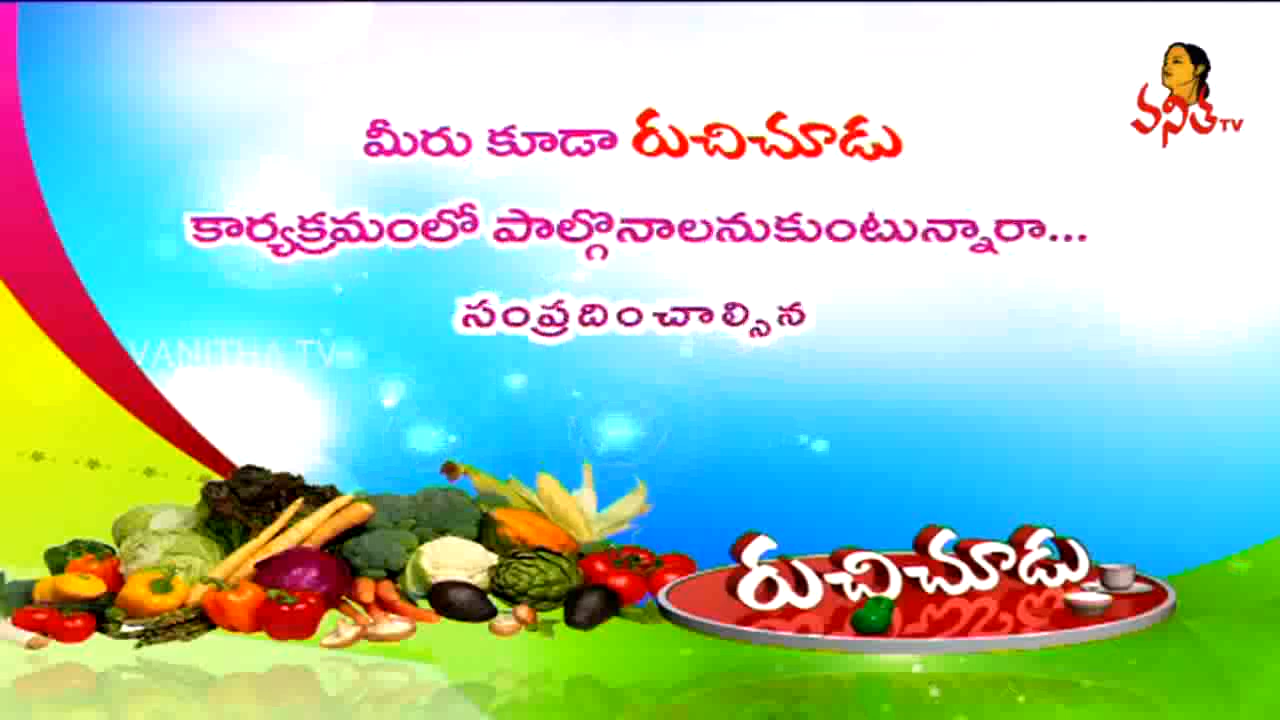 వనిత TV
మీరు కూడా రుచిచూడు
కార్యక్రమంలో పాల్గొనాలనుకుంటున్నారా...
సంప్రదించాల్సిన
VANITHA TV
రుచిచూడు